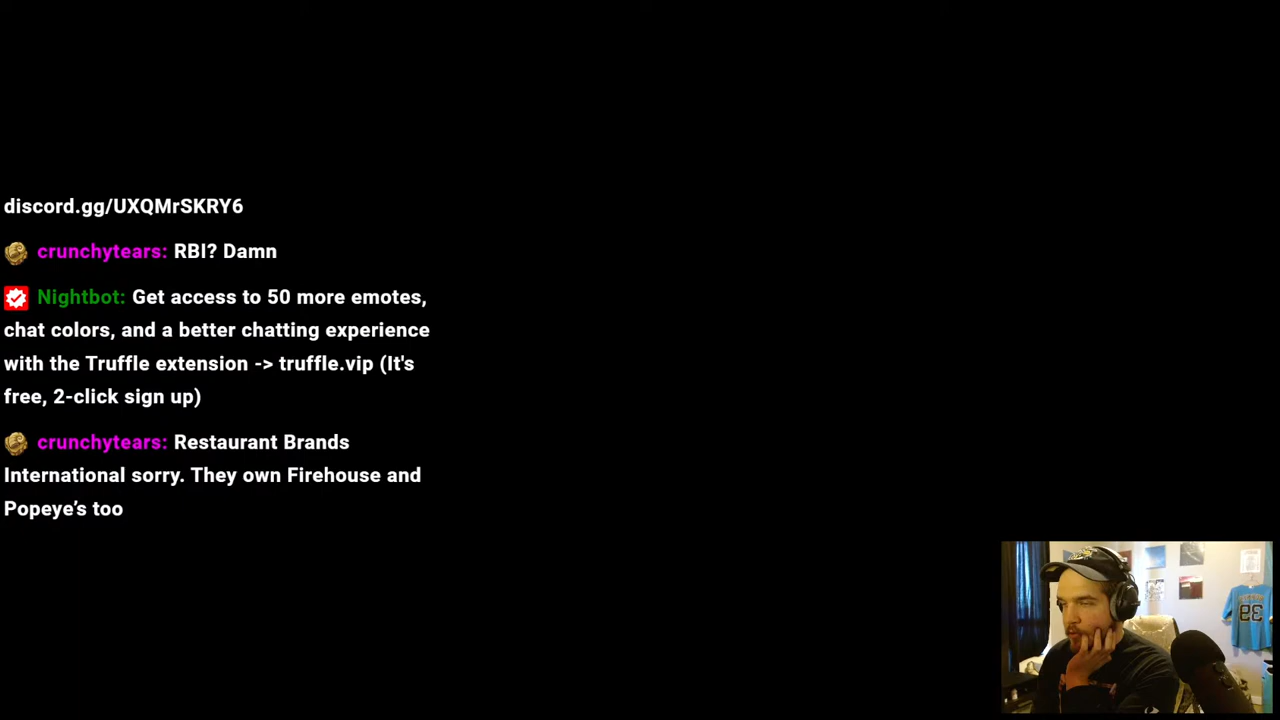 discord.gg/UXQMrSKRY6
crunchytears: RBI? Damn
Nightbot: Get access to 50 more emotes,
chat colors, and a better chatting experience
with the Truffle extension -> truffle.vip (It's
free, 2-click sign up)
crunchytears: Restaurant Brands
International sorry. They own Firehouse and
Popeye’s too